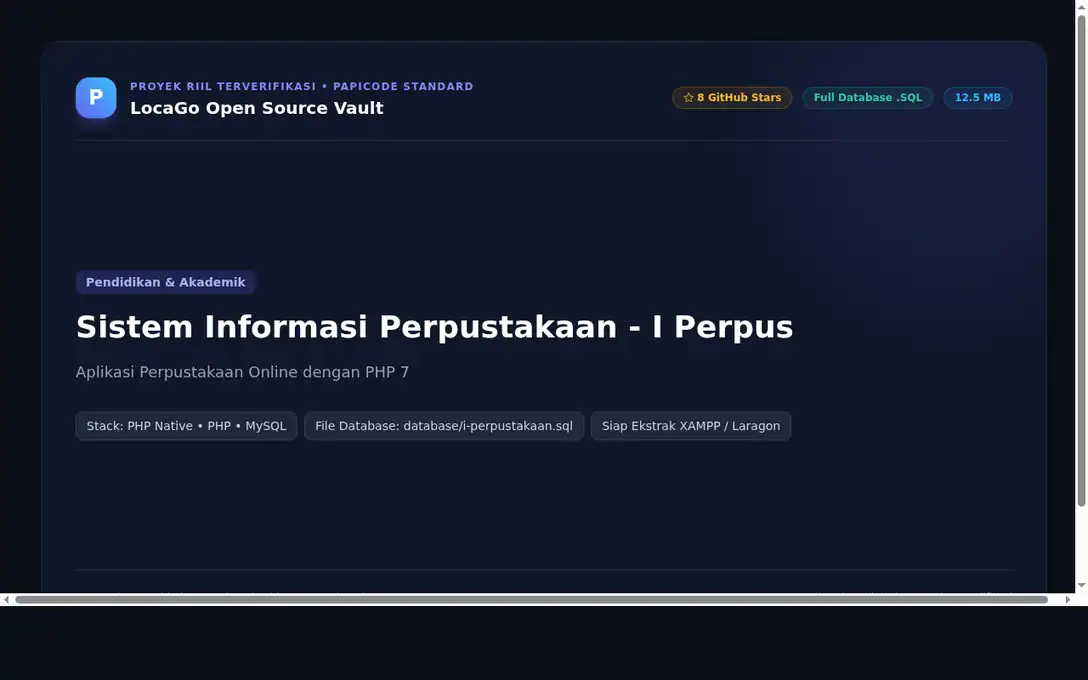 P
PROYEK RIIL TERVERIFIKASI • PAPICODE STANDARD
LocaGo Open Source Vault
☆ 8 GitHub Stars
Full Database .SQL
12.5 MB
Pendidikan & Akademik
Sistem Informasi Perpustakaan - I Perpus
Aplikasi Perpustakaan Online dengan PHP 7
Stack: PHP Native • PHP • MySQL
File Database: database/i-perpustakaan.sql
Siap Ekstrak XAMPP / Laragon